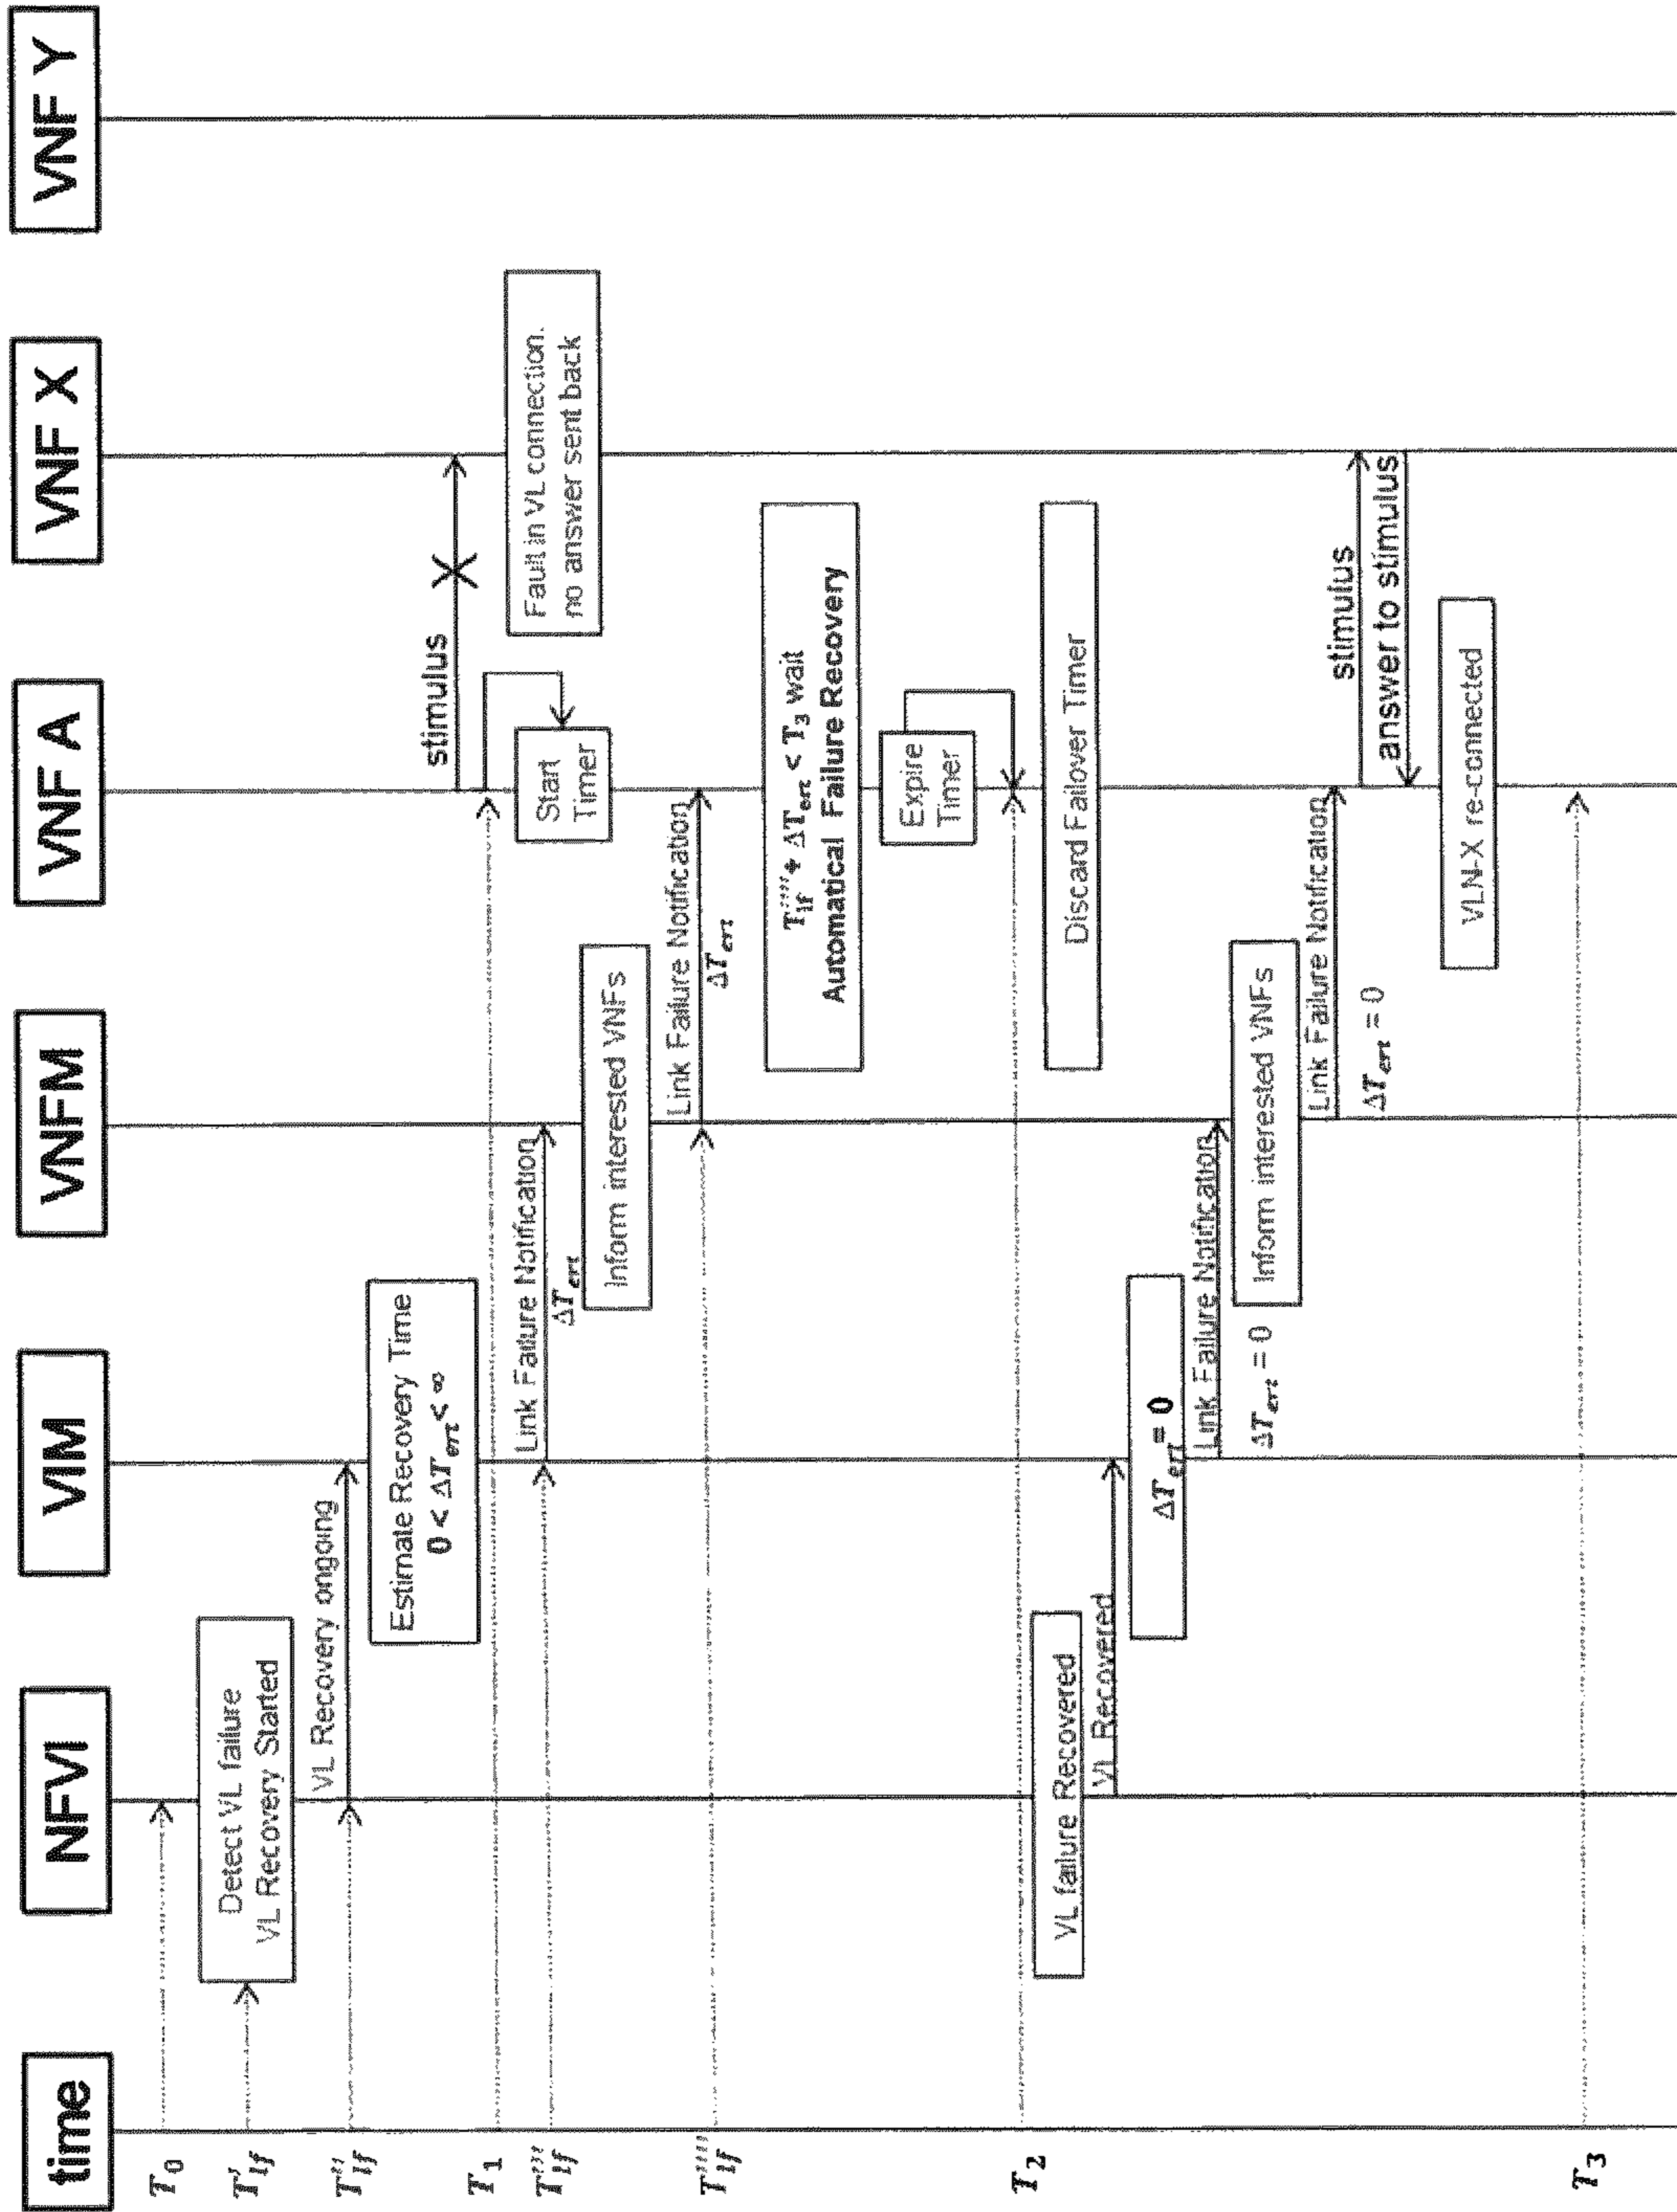 time
NFVI
VIM
VNFM
VNF A
VNF X
VNF Y
T0
T'lf
Detect VL failure
VL Recovery Started
T''lf
VL Recovery ongoing
Estimate Recovery Time
0 < ΔTert < ∞
stimulus
X
T1
Start
Timer
Fault in VL connection.
no answer sent back
T'''lf
Link Failure Notification
ΔTert
Inform interested VNFs
T''''lf
Link Failure Notification
ΔTert
T''''lf + ΔTert < T3 wait
Automatical Failure Recovery
Expire
Timer
T2
VL failure Recovered
Discard Failover Timer
VL Recovered
ΔTert = 0
Link Failure Notification
ΔTert = 0
Inform interested VNFs
Link Failure Notification
ΔTert = 0
stimulus
answer to stimulus
VLN-X re-connected
T3